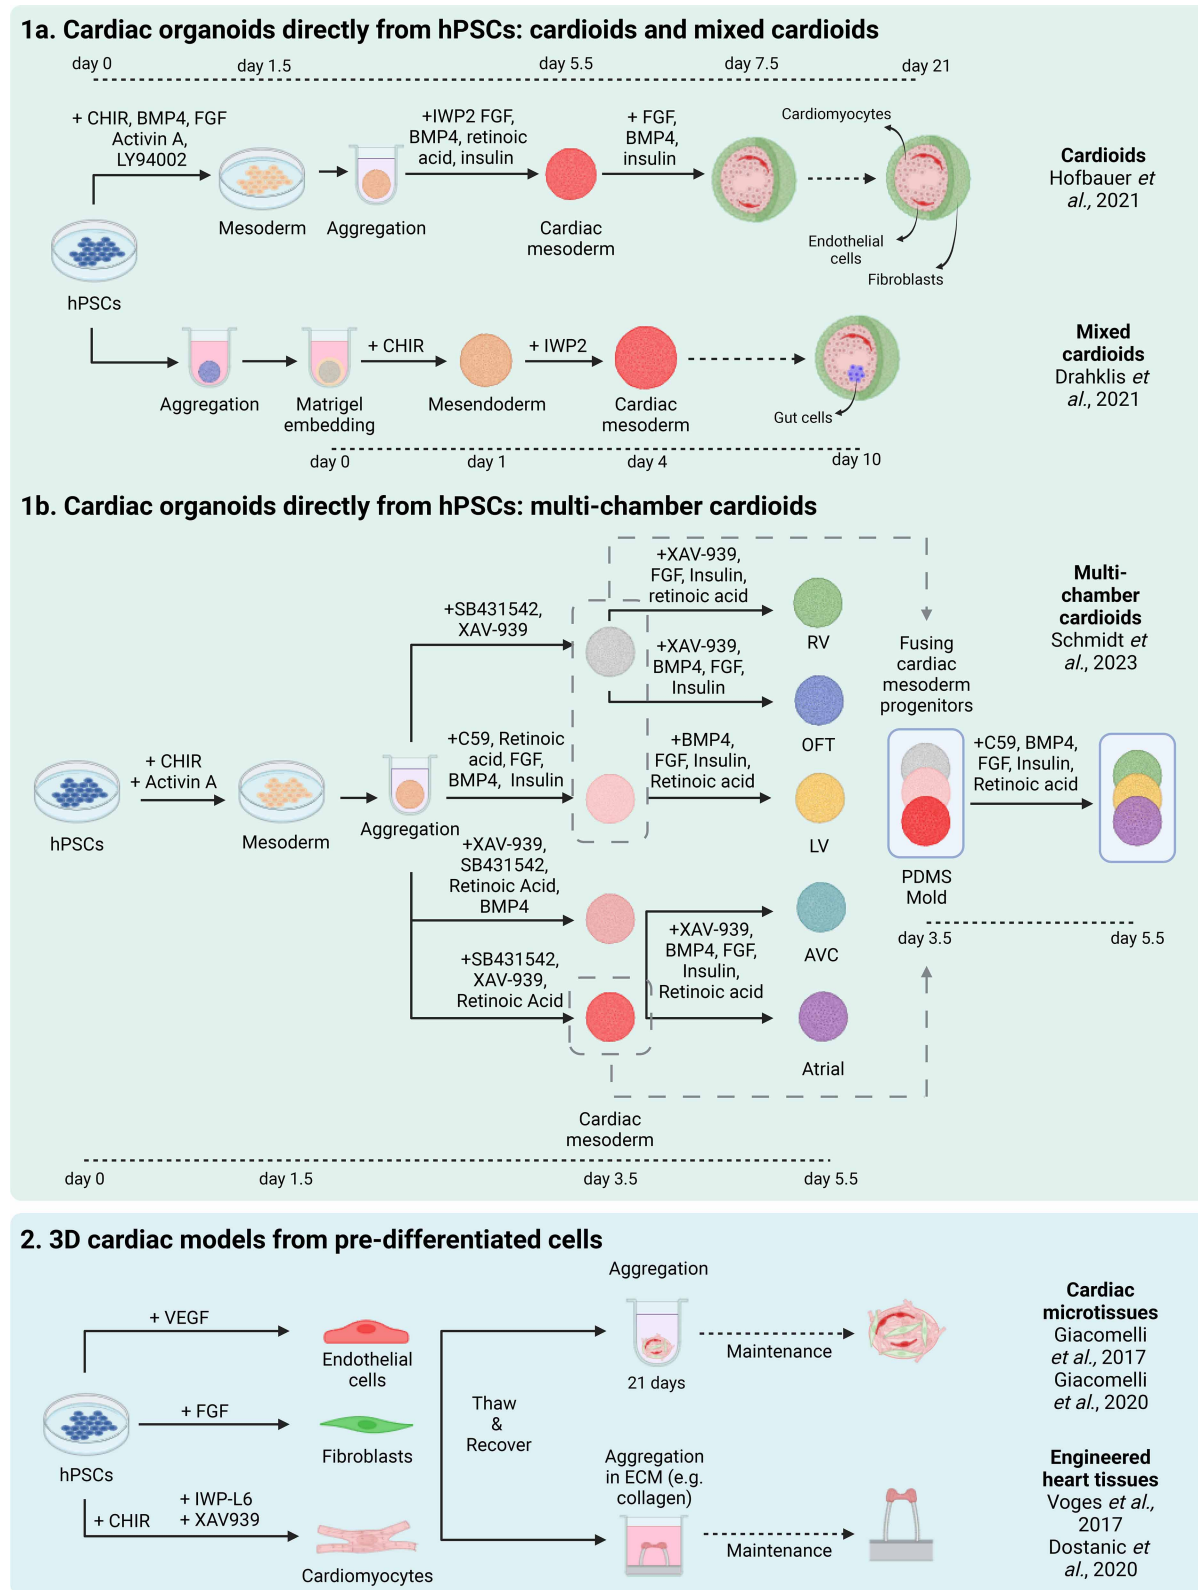 1a. Cardiac organoids directly from hPSCs: cardioids and mixed cardioids
day 0
day 1.5
day 5.5
day 7.5
day 21
+ CHIR, BMP4, FGF
Activin A,
LY94002
+IWP2 FGF,
BMP4, retinoic
acid, insulin
+ FGF,
BMP4,
insulin
Cardiomyocytes
Mesoderm
Aggregation
Cardiac
mesoderm
Endothelial
cells
Fibroblasts
Cardioids
Hofbauer et
al., 2021
hPSCs
+ CHIR
+ IWP2
Aggregation
Matrigel
embedding
Mesendoderm
Cardiac
mesoderm
Gut cells
Mixed
cardioids
Drahklis et
al., 2021
day 0
day 1
day 4
day 10
1b. Cardiac organoids directly from hPSCs: multi-chamber cardioids
+SB431542,
XAV-939
+XAV-939,
FGF, Insulin,
retinoic acid
RV
+XAV-939,
BMP4, FGF,
Insulin
OFT
Fusing
cardiac
mesoderm
progenitors
Multi-
chamber
cardioids
Schmidt et
al., 2023
hPSCs
+ CHIR
+ Activin A
Mesoderm
Aggregation
+C59, Retinoic
acid, FGF,
BMP4, Insulin
+BMP4,
FGF, Insulin,
Retinoic acid
LV
+C59, BMP4,
FGF, Insulin,
Retinoic acid
PDMS
Mold
day 3.5
day 5.5
+XAV-939,
SB431542,
Retinoic Acid,
BMP4
+SB431542,
XAV-939,
Retinoic Acid
+XAV-939,
BMP4, FGF,
Insulin,
Retinoic acid
AVC
Atrial
Cardiac
mesoderm
day 0
day 1.5
day 3.5
day 5.5
2. 3D cardiac models from pre-differentiated cells
hPSCs
+ VEGF
Endothelial
cells
+ FGF
Fibroblasts
+ CHIR
+ IWP-L6
+ XAV939
Cardiomyocytes
Thaw
&
Recover
Aggregation
21 days
Maintenance
Cardiac
microtissues
Giacomelli
et al., 2017
Giacomelli
et al., 2020
Aggregation
in ECM (e.g.
collagen)
Maintenance
Engineered
heart tissues
Voges et al.,
2017
Dostanic et
al., 2020